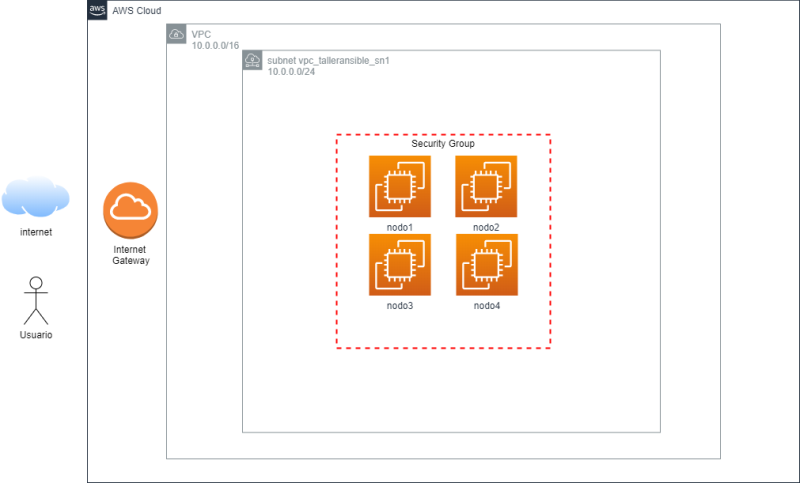 aws
AWS Cloud
VPC
10.0.0.0/16
subnet vpc_talleransible_sn1
10.0.0.0/24
Security Group
nodo1
nodo2
nodo3
nodo4
internet
Internet
Gateway
Usuario